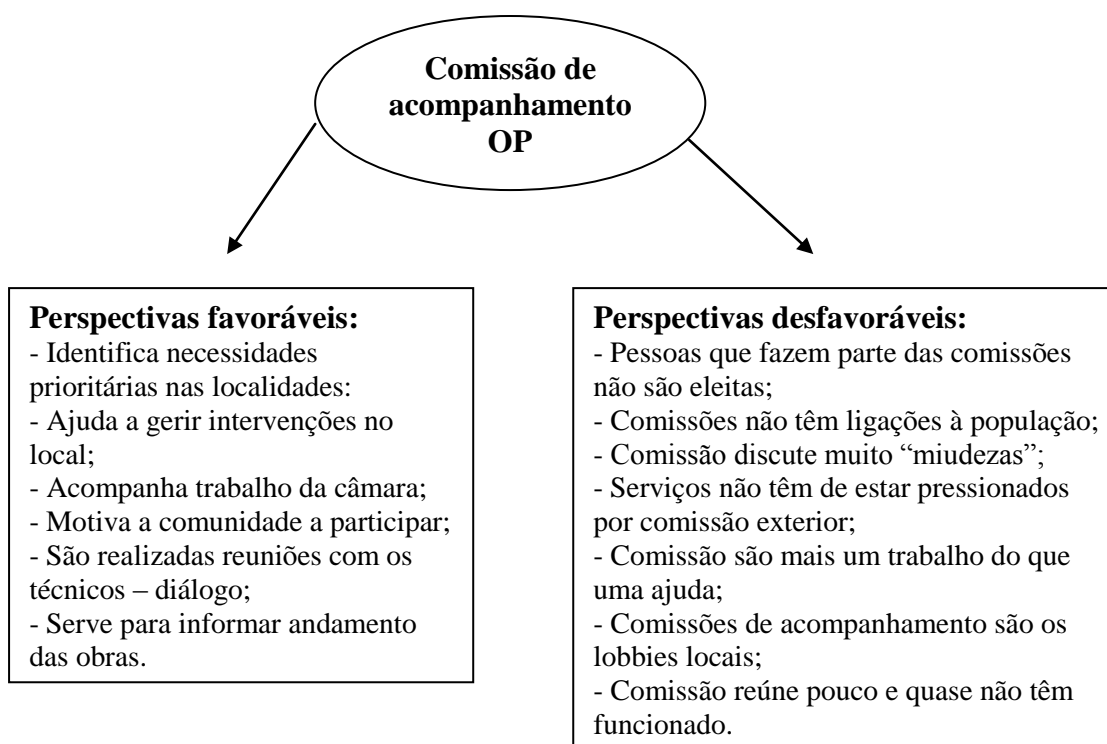 Comissão de
acompanhamento
OP
Perspectivas favoráveis:
- Identifica necessidades
prioritárias nas localidades:
- Ajuda a gerir intervenções no
local;
- Acompanha trabalho da câmara;
- Motiva a comunidade a participar;
- São realizadas reuniões com os
técnicos – diálogo;
- Serve para informar andamento
das obras.
Perspectivas desfavoráveis:
- Pessoas que fazem parte das comissões
não são eleitas;
- Comissões não têm ligações à população;
- Comissão discute muito “miudezas”;
- Serviços não têm de estar pressionados
por comissão exterior;
- Comissão são mais um trabalho do que
uma ajuda;
- Comissões de acompanhamento são os
lobbies locais;
- Comissão reúne pouco e quase não têm
funcionado.